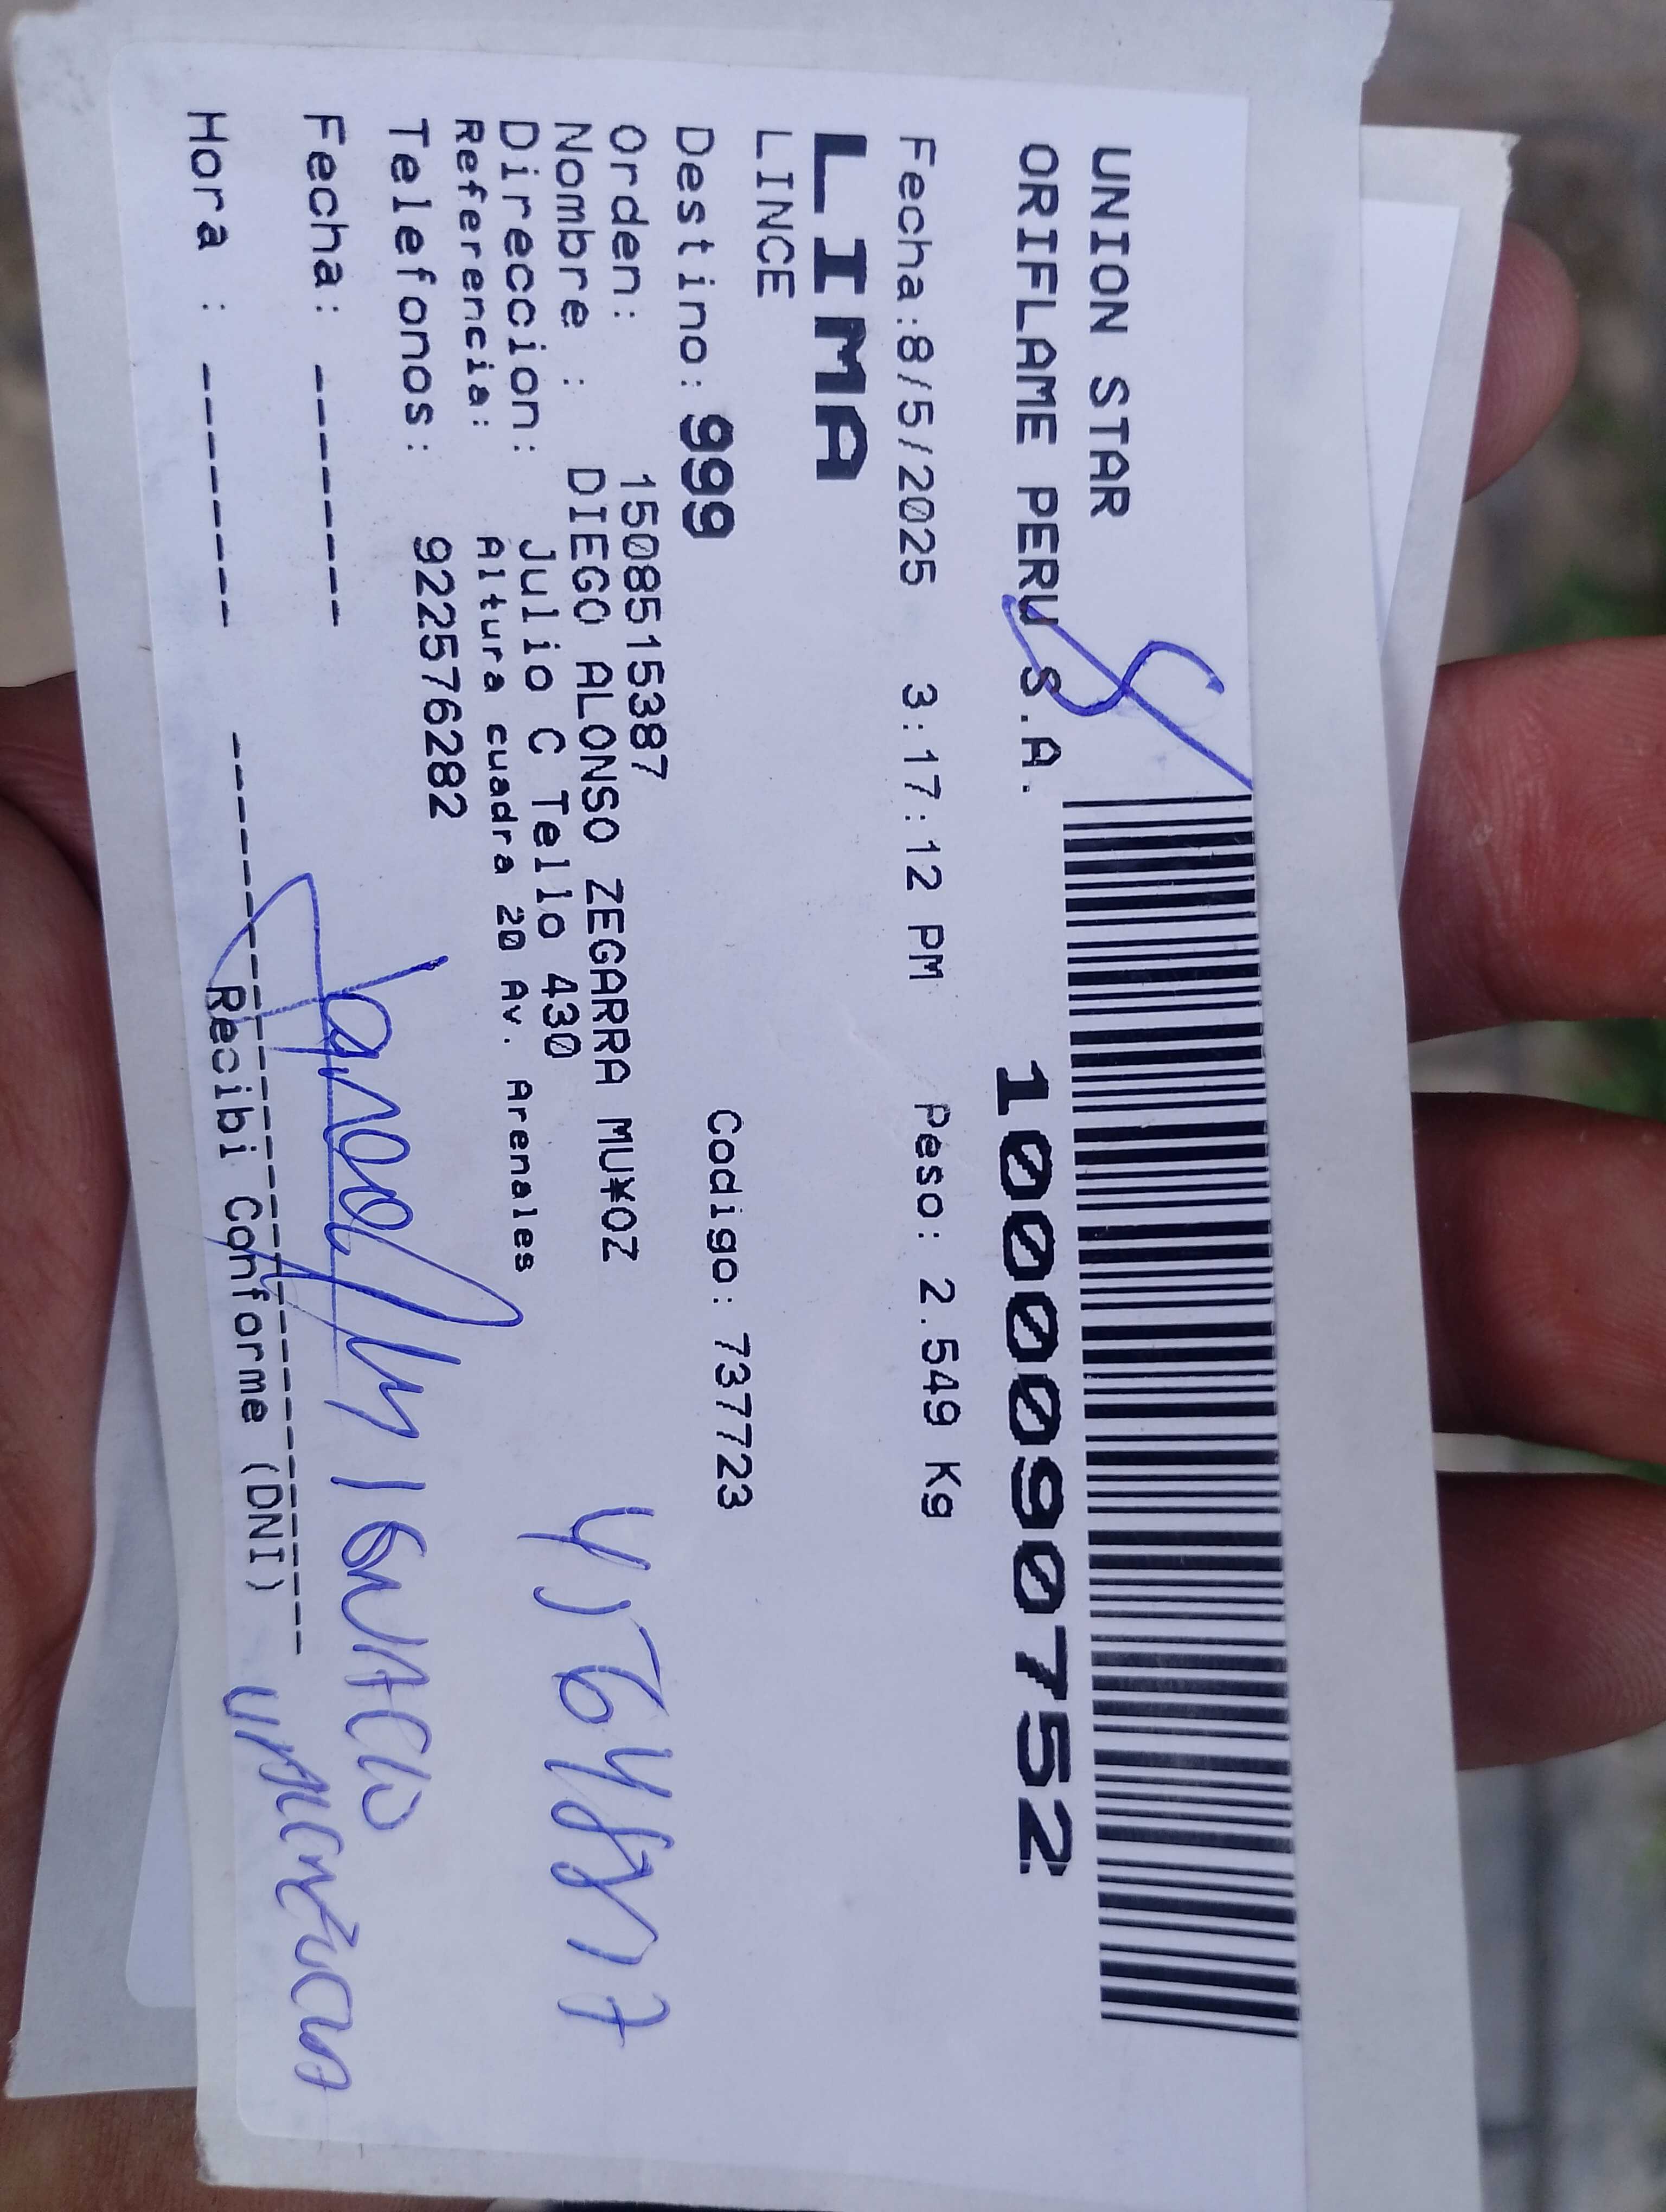 UNION STAR
ORIFLAME PERU S.A.
10000090752
Fecha:8/5/2025 3:17:12 PM Peso: 2.549 Kg
LIMA
LINCE
Destino: 999 Codigo: 737723
Orden: 1508515387
Nombre : DIEGO ALONSO ZEGARRA MU¥OZ
Direccion: Julio C Tello 430
Referencia: Altura cuadra 20 Av. Arenales
Telefonos: 922576282
Fecha: -------
Hora : --------
Recibi Conforme (DNI)
IGNACIO